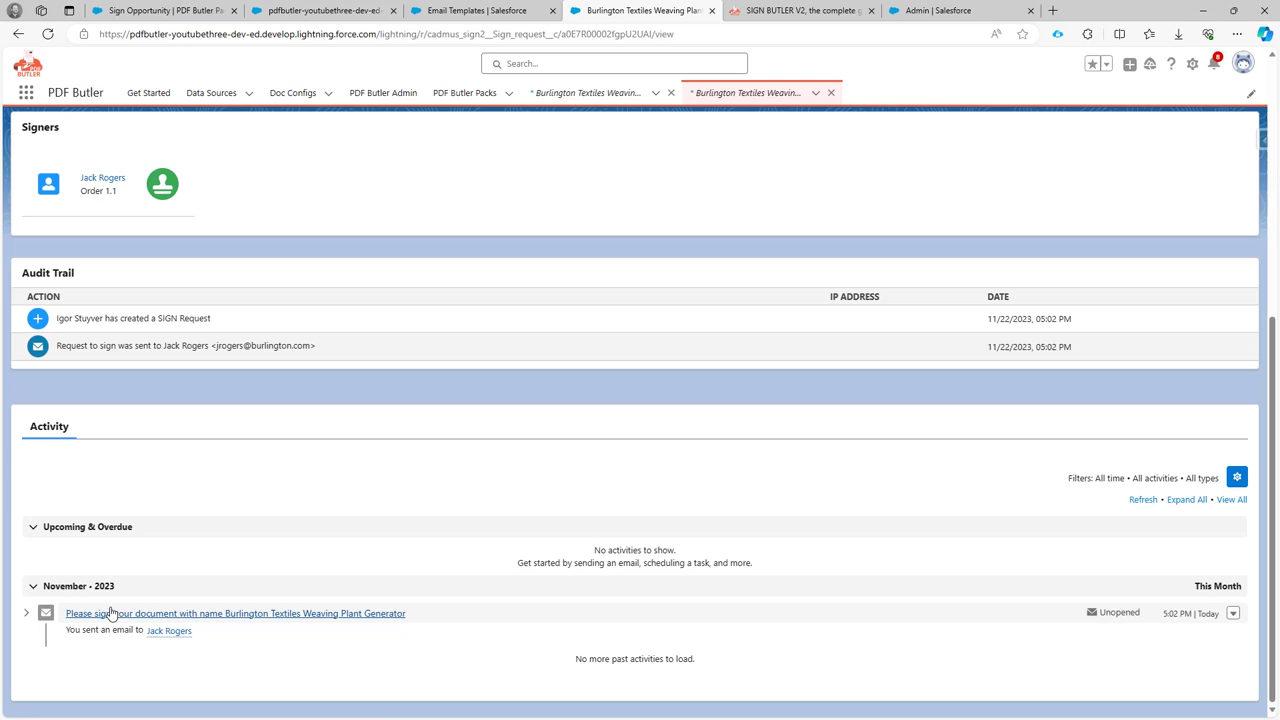 Sign Opportunity | PDF Butler Pa
pdfbutler-youtubethree-dev-ed-
Email Templates | Salesforce
Burlington Textiles Weaving Plan
SIGN BUTLER V2, the complete g
Admin | Salesforce
https://pdfbutler-youtubethree-dev-ed.develop.lightning.force.com/lightning/r/cadmus_sign2__Sign_request__c/a0E7R00002fgpU2UAI/view
PDF BUTLER
Search...
8
PDF Butler
Get Started
Data Sources
Doc Configs
PDF Butler Admin
PDF Butler Packs
* Burlington Textiles Weavin...
* Burlington Textiles Weavin...
Signers
Jack Rogers
Order 1.1
Audit Trail
ACTION IP ADDRESS DATE
Igor Stuyver has created a SIGN Request 11/22/2023, 05:02 PM
Request to sign was sent to Jack Rogers <jrogers@burlington.com> 11/22/2023, 05:02 PM
Activity
Filters: All time • All activities • All types
Refresh • Expand All • View All
Upcoming & Overdue
No activities to show.
Get started by sending an email, scheduling a task, and more.
November • 2023 This Month
Please sign your document with name Burlington Textiles Weaving Plant Generator Unopened 5:02 PM | Today
You sent an email to Jack Rogers
No more past activities to load.